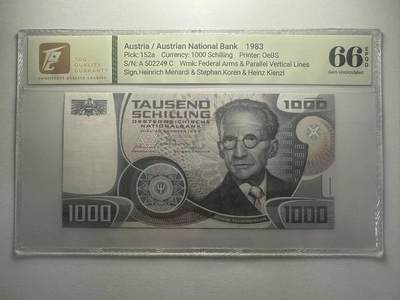 TQG
TQG
QUALITY
GUARANTY
Austria / Austrian National Bank 1983
Pick: 152a Currency: 1000 Schilling Printer: OeBS
S/N: A 502249 C Wmk: Federal Arms & Parallel Vertical Lines
Sign.Heinrich Menardi & Stephan Koren & Heinz Kienzl
66
Gem Uncirculated
TAUSEND
SCHILLING
OESTERREICHISCHE
NATIONALBANK
1000
1000
1000